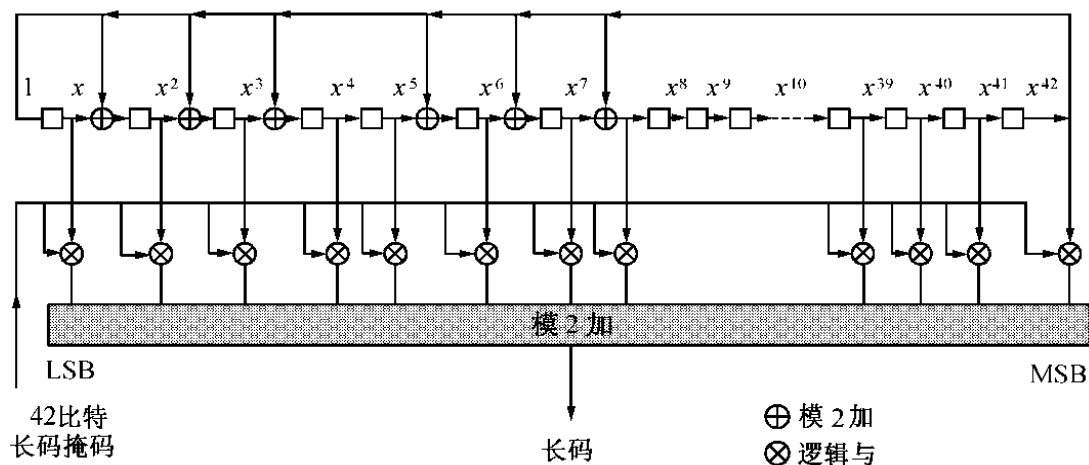 1 x x² x³ x⁴ x⁵ x⁶ x⁷ x⁸ x⁹ x¹⁰ x³⁹ x⁴⁰ x⁴¹ x⁴²
模2加
LSB
MSB
42比特
长码掩码
长码
⊕ 模2加
⊗ 逻辑与